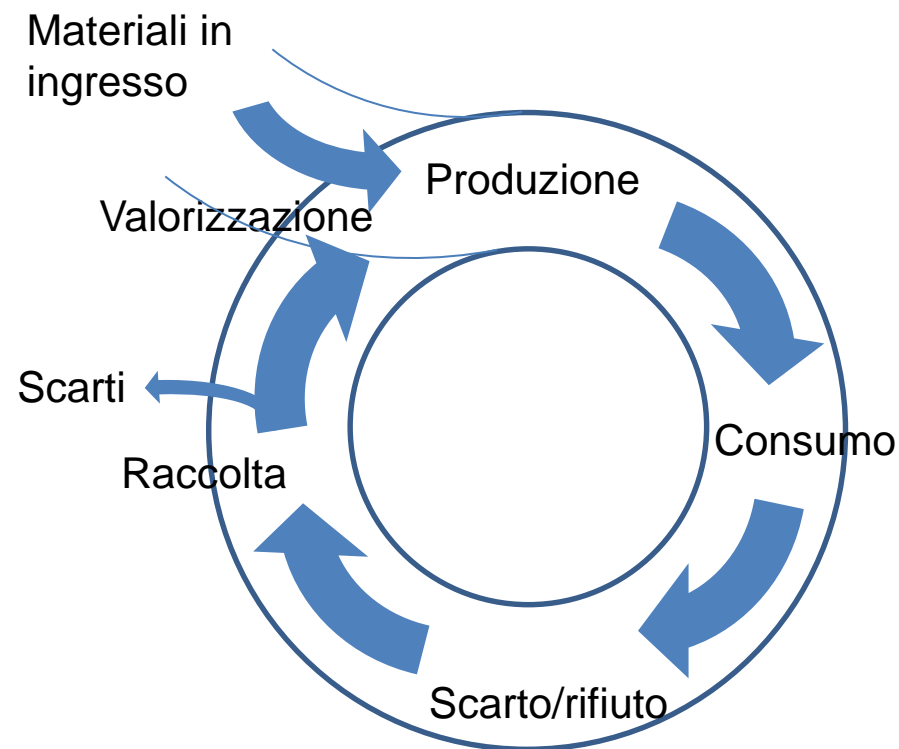 Materiali in
ingresso
Produzione
Valorizzazione
Scarti
Consumo
Raccolta
Scarto/rifiuto